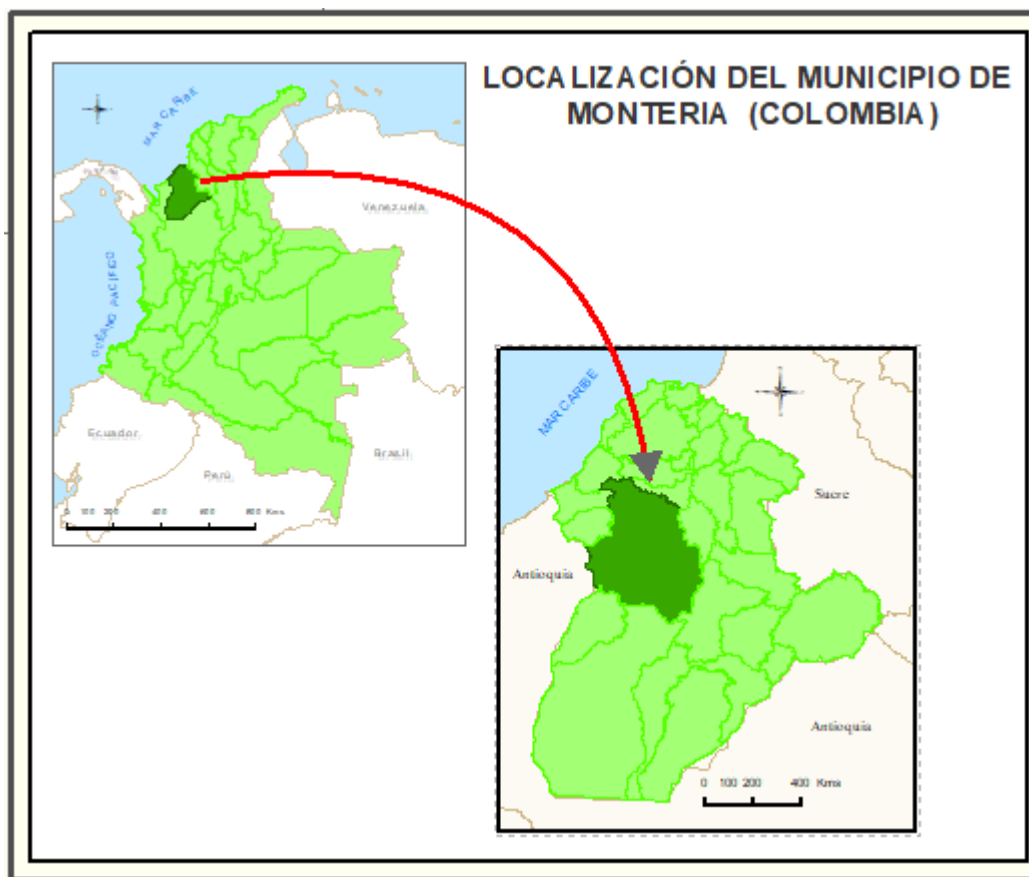 LOCALIZACIÓN DEL MUNICIPIO DE
MONTERIA (COLOMBIA)
MAR CARIBE
Venezuela
OCÉANO PACÍFICO
Ecuador
Perú
Brasil
0 100 200 400 600 800 Kms
MAR CARIBE
Sucre
Antioquia
Antioquia
0 100 200 400 Kms